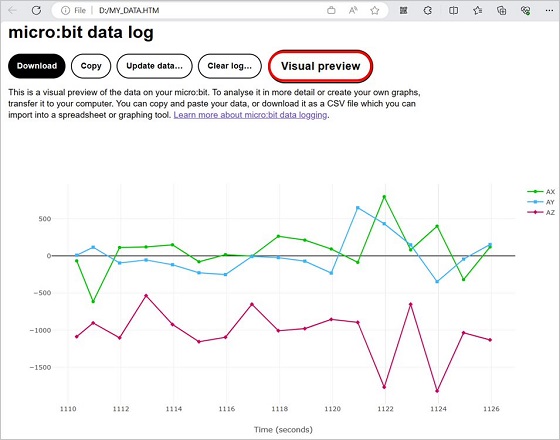 File D:/MY_DATA.HTM
micro:bit data log
Download Copy Update data... Clear log... Visual preview
This is a visual preview of the data on your micro:bit. To analyse it in more detail or create your own graphs,
transfer it to your computer. You can copy and paste your data, or download it as a CSV file which you can
import into a spreadsheet or graphing tool. Learn more about micro:bit data logging.
AX
AY
AZ
500
0
−500
−1000
−1500
1110 1112 1112 1114 1116 1118 1120 1122 1124 1126
Time (seconds)